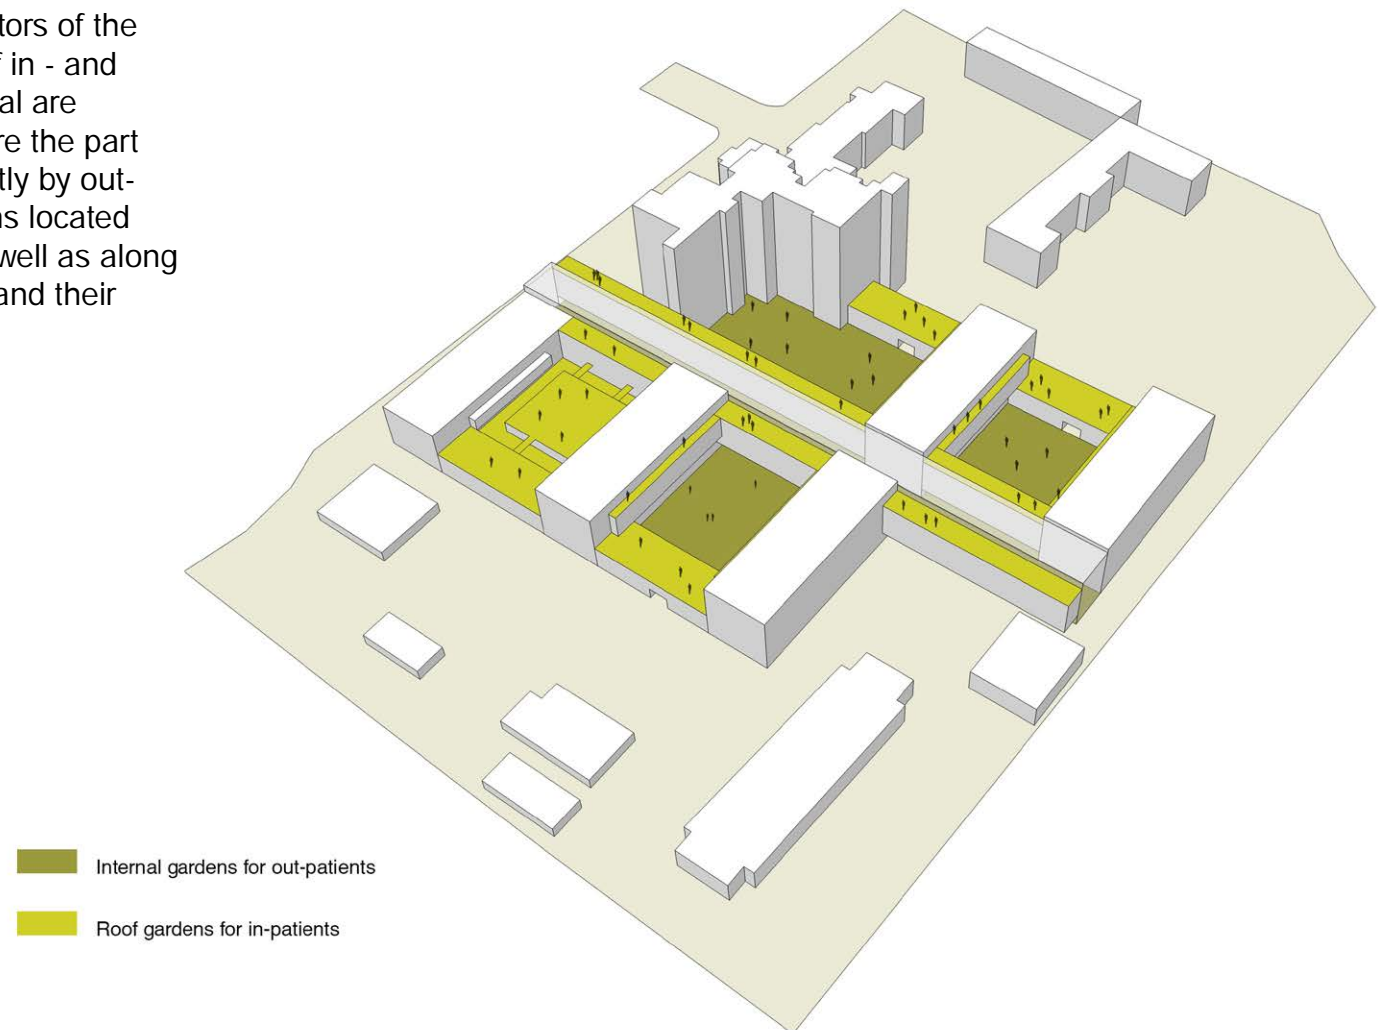 tors of the
in - and
al are
re the part
tly by out-
ns located
well as along
and their
Internal gardens for out-patients
Roof gardens for in-patients